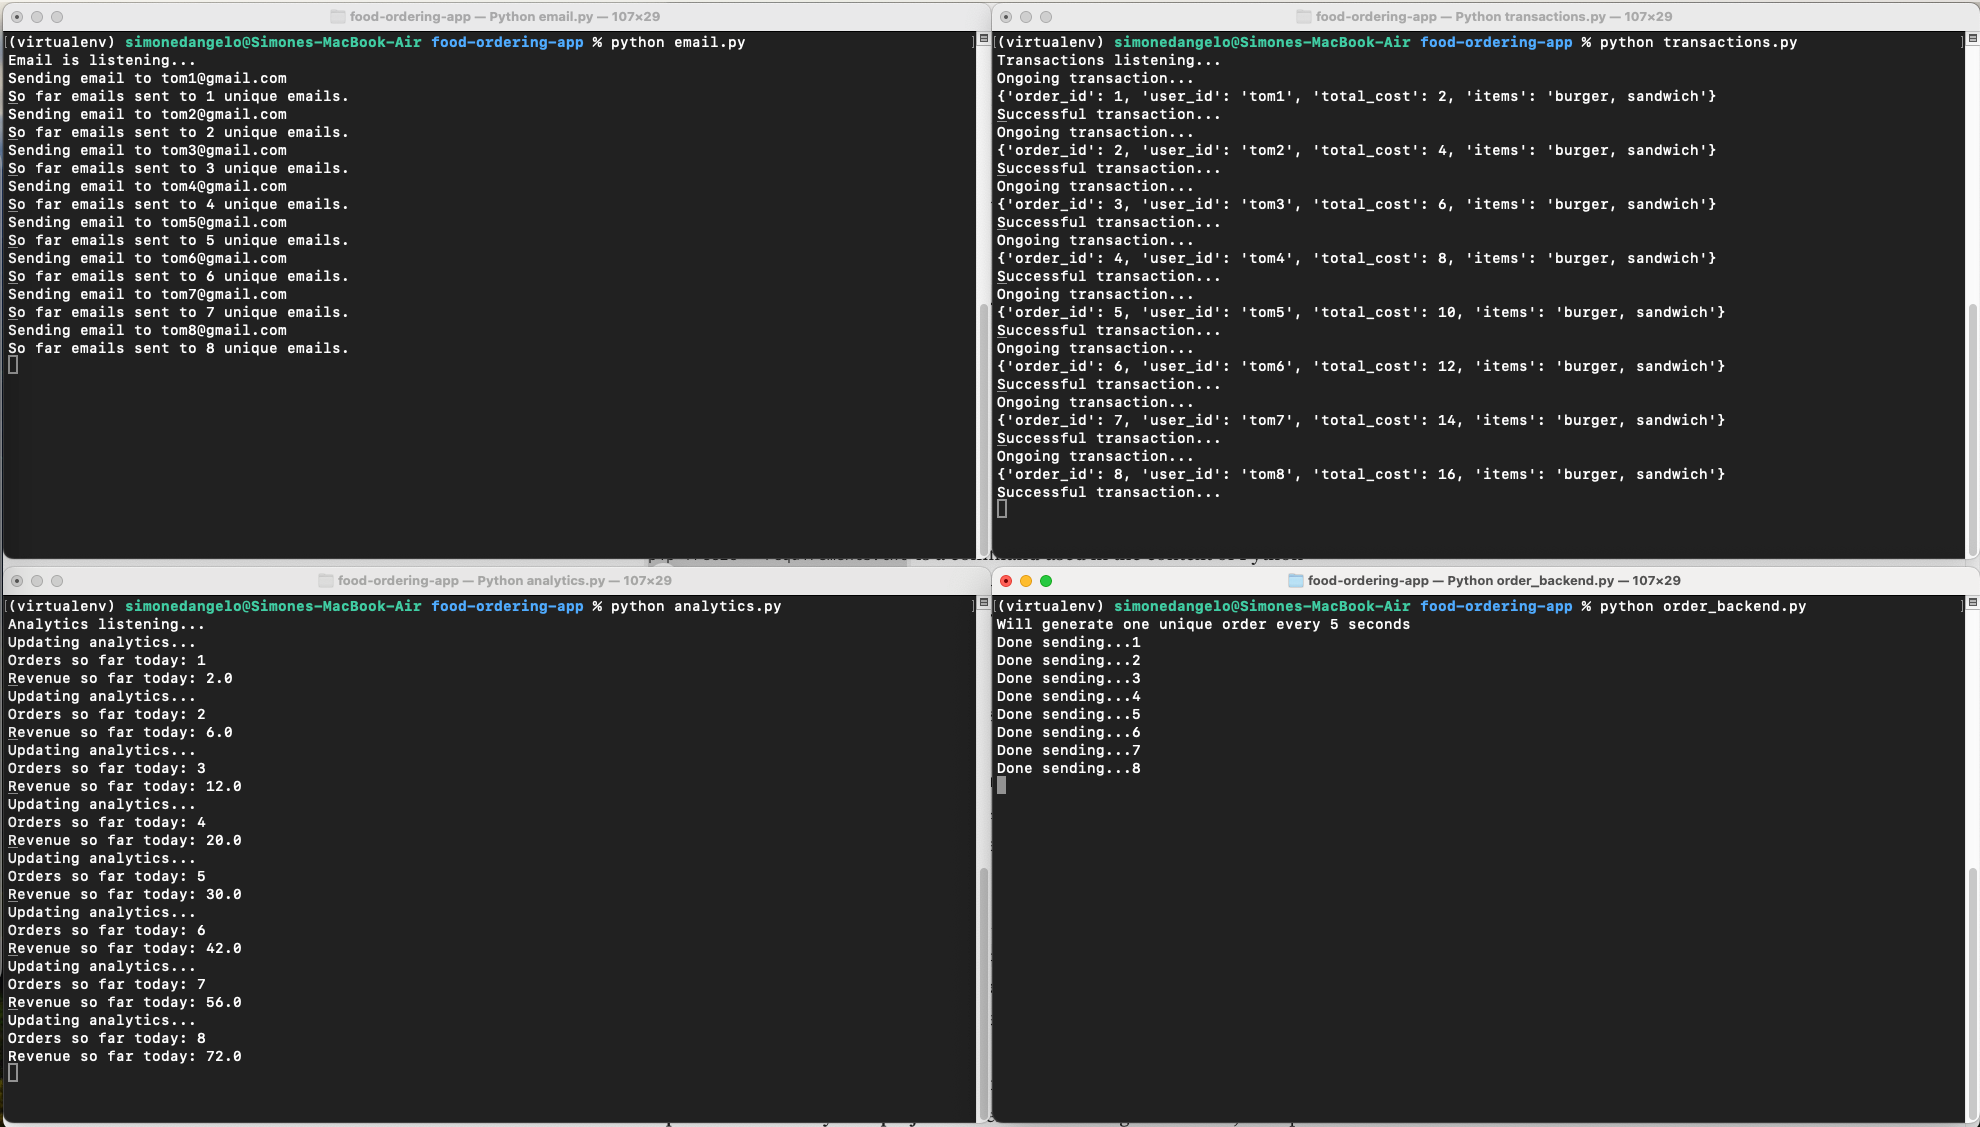 food-ordering-app — Python email.py — 107×29
(virtualenv) simonedangelo@Simones-MacBook-Air food-ordering-app % python email.py
Email is listening...
Sending email to tom1@gmail.com
So far emails sent to 1 unique emails.
Sending email to tom2@gmail.com
So far emails sent to 2 unique emails.
Sending email to tom3@gmail.com
So far emails sent to 3 unique emails.
Sending email to tom4@gmail.com
So far emails sent to 4 unique emails.
Sending email to tom5@gmail.com
So far emails sent to 5 unique emails.
Sending email to tom6@gmail.com
So far emails sent to 6 unique emails.
Sending email to tom7@gmail.com
So far emails sent to 7 unique emails.
Sending email to tom8@gmail.com
So far emails sent to 8 unique emails.
food-ordering-app — Python transactions.py — 107×29
(virtualenv) simonedangelo@Simones-MacBook-Air food-ordering-app % python transactions.py
Transactions listening...
Ongoing transaction...
{'order_id': 1, 'user_id': 'tom1', 'total_cost': 2, 'items': 'burger, sandwich'}
Successful transaction...
Ongoing transaction...
{'order_id': 2, 'user_id': 'tom2', 'total_cost': 4, 'items': 'burger, sandwich'}
Successful transaction...
Ongoing transaction...
{'order_id': 3, 'user_id': 'tom3', 'total_cost': 6, 'items': 'burger, sandwich'}
Successful transaction...
Ongoing transaction...
{'order_id': 4, 'user_id': 'tom4', 'total_cost': 8, 'items': 'burger, sandwich'}
Successful transaction...
Ongoing transaction...
{'order_id': 5, 'user_id': 'tom5', 'total_cost': 10, 'items': 'burger, sandwich'}
Successful transaction...
Ongoing transaction...
{'order_id': 6, 'user_id': 'tom6', 'total_cost': 12, 'items': 'burger, sandwich'}
Successful transaction...
Ongoing transaction...
{'order_id': 7, 'user_id': 'tom7', 'total_cost': 14, 'items': 'burger, sandwich'}
Successful transaction...
Ongoing transaction...
{'order_id': 8, 'user_id': 'tom8', 'total_cost': 16, 'items': 'burger, sandwich'}
Successful transaction...
food-ordering-app — Python analytics.py — 107×29
(virtualenv) simonedangelo@Simones-MacBook-Air food-ordering-app % python analytics.py
Analytics listening...
Updating analytics...
Orders so far today: 1
Revenue so far today: 2.0
Updating analytics...
Orders so far today: 2
Revenue so far today: 6.0
Updating analytics...
Orders so far today: 3
Revenue so far today: 12.0
Updating analytics...
Orders so far today: 4
Revenue so far today: 20.0
Updating analytics...
Orders so far today: 5
Revenue so far today: 30.0
Updating analytics...
Orders so far today: 6
Revenue so far today: 42.0
Updating analytics...
Orders so far today: 7
Revenue so far today: 56.0
Updating analytics...
Orders so far today: 8
Revenue so far today: 72.0
food-ordering-app — Python order_backend.py — 107×29
(virtualenv) simonedangelo@Simones-MacBook-Air food-ordering-app % python order_backend.py
Will generate one unique order every 5 seconds
Done sending...1
Done sending...2
Done sending...3
Done sending...4
Done sending...5
Done sending...6
Done sending...7
Done sending...8